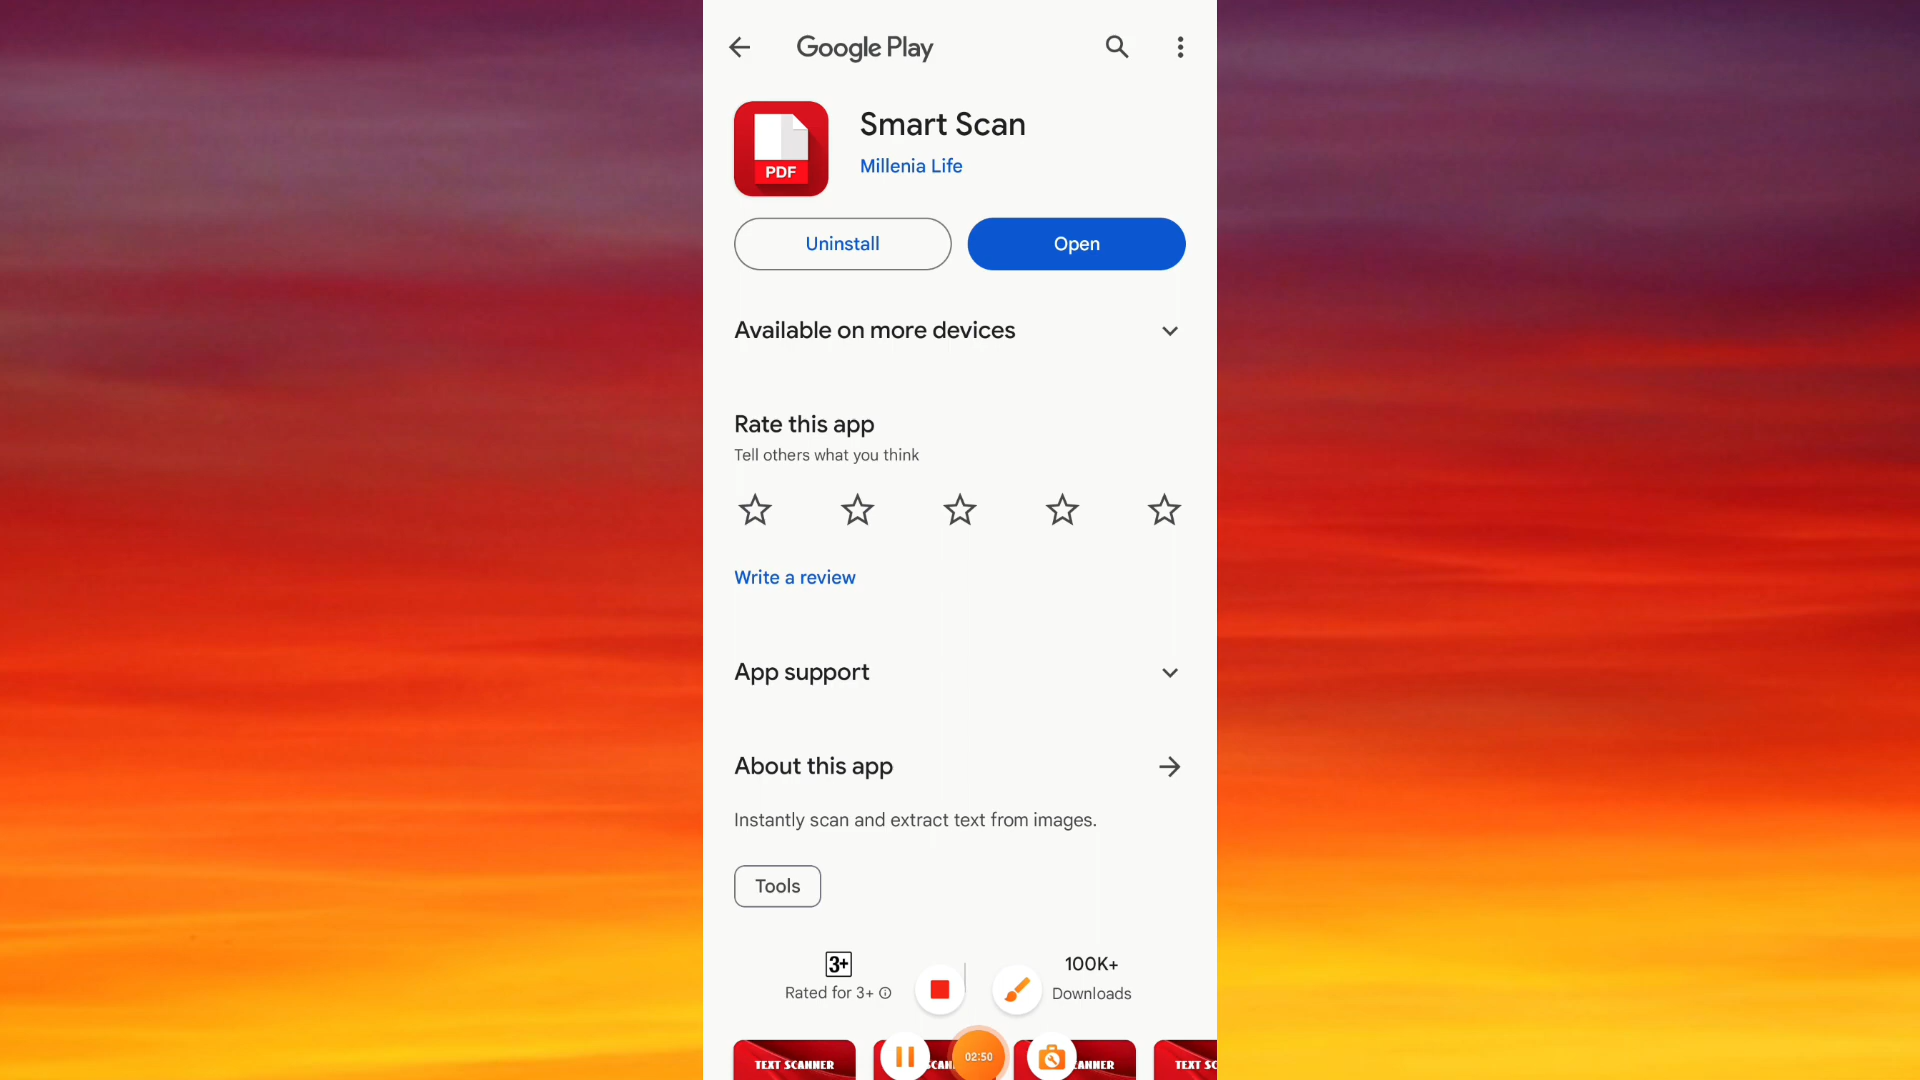 Google Play
Smart Scan
Millenia Life
PDF
Uninstall
Open
Available on more devices
Rate this app
Tell others what you think
Write a review
App support
About this app
Instantly scan and extract text from images.
Tools
3+
Rated for 3+
100K+
Downloads
02:50
TEXT SCANNER